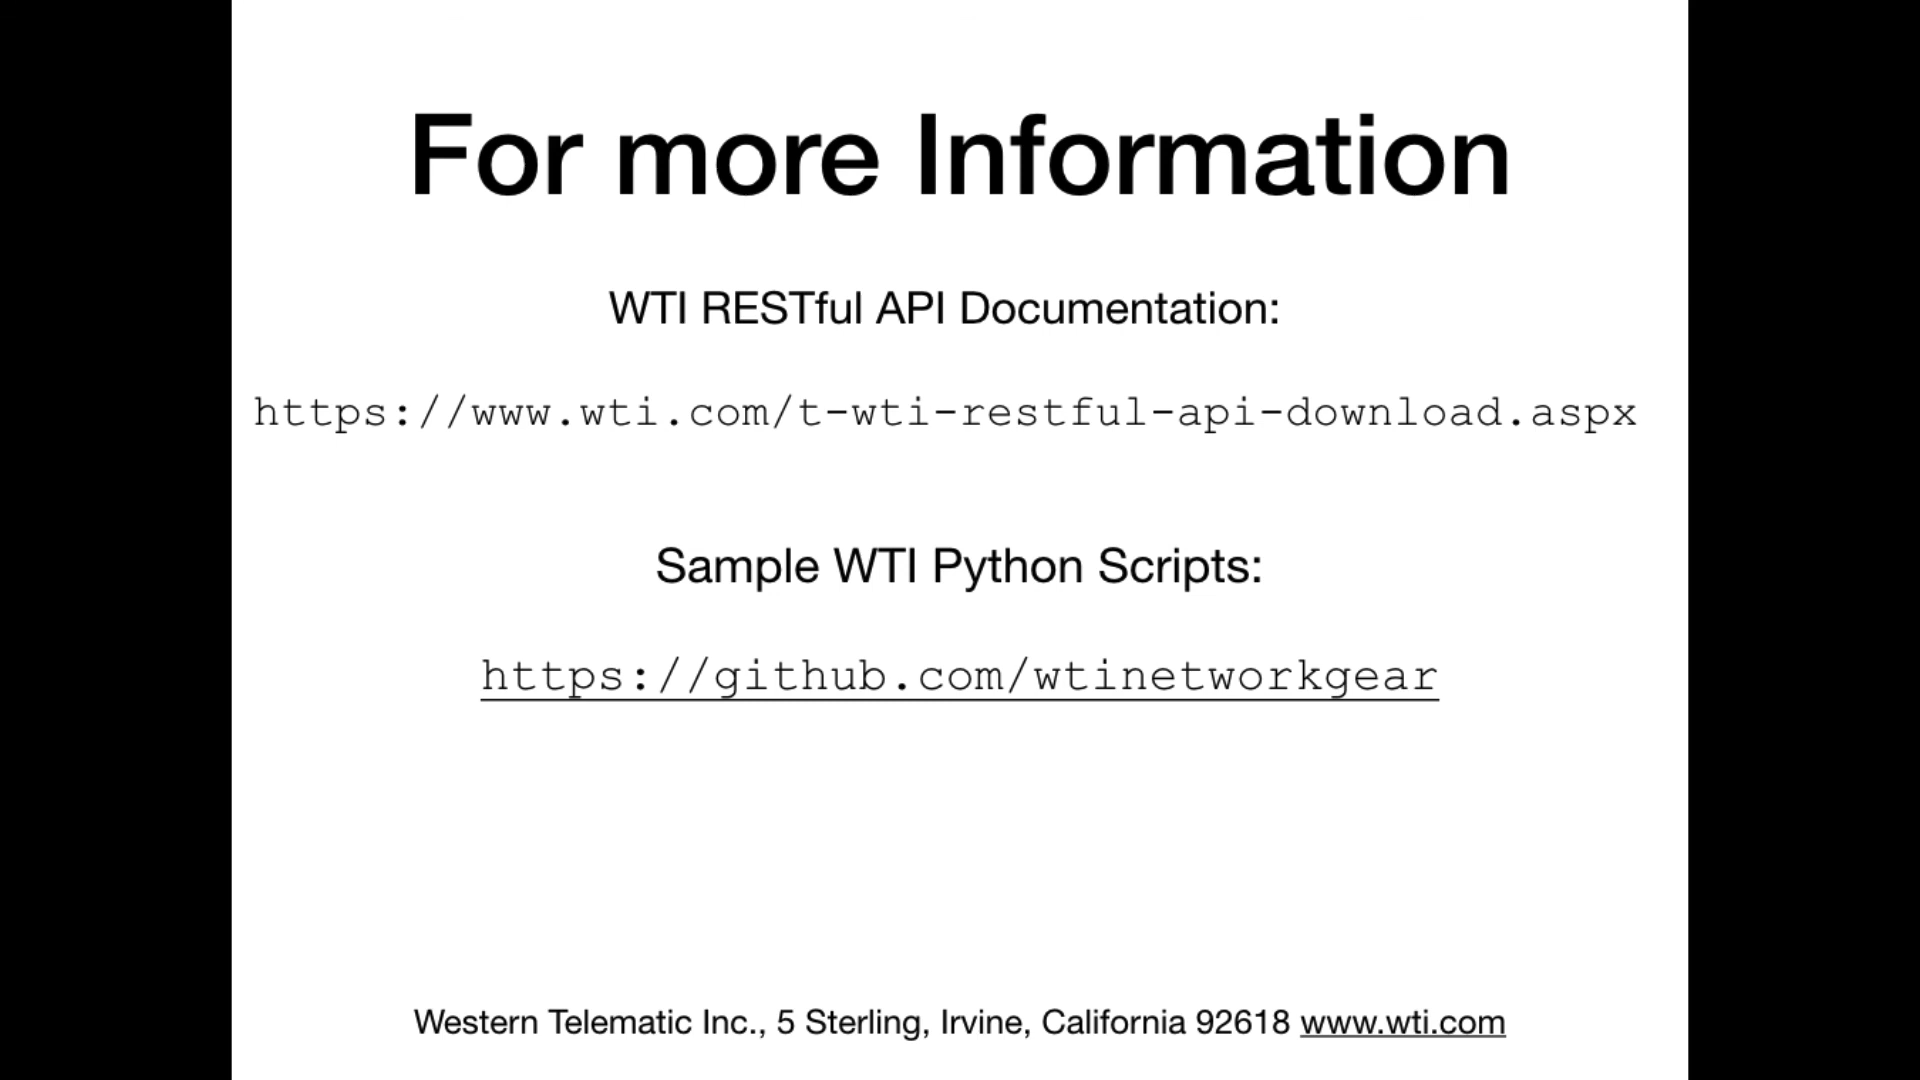 For more Information
WTI RESTful API Documentation:
https://www.wti.com/t-wti-restful-api-download.aspx
Sample WTI Python Scripts:
https://github.com/wtinetworkgear
Western Telematic Inc., 5 Sterling, Irvine, California 92618 www.wti.com